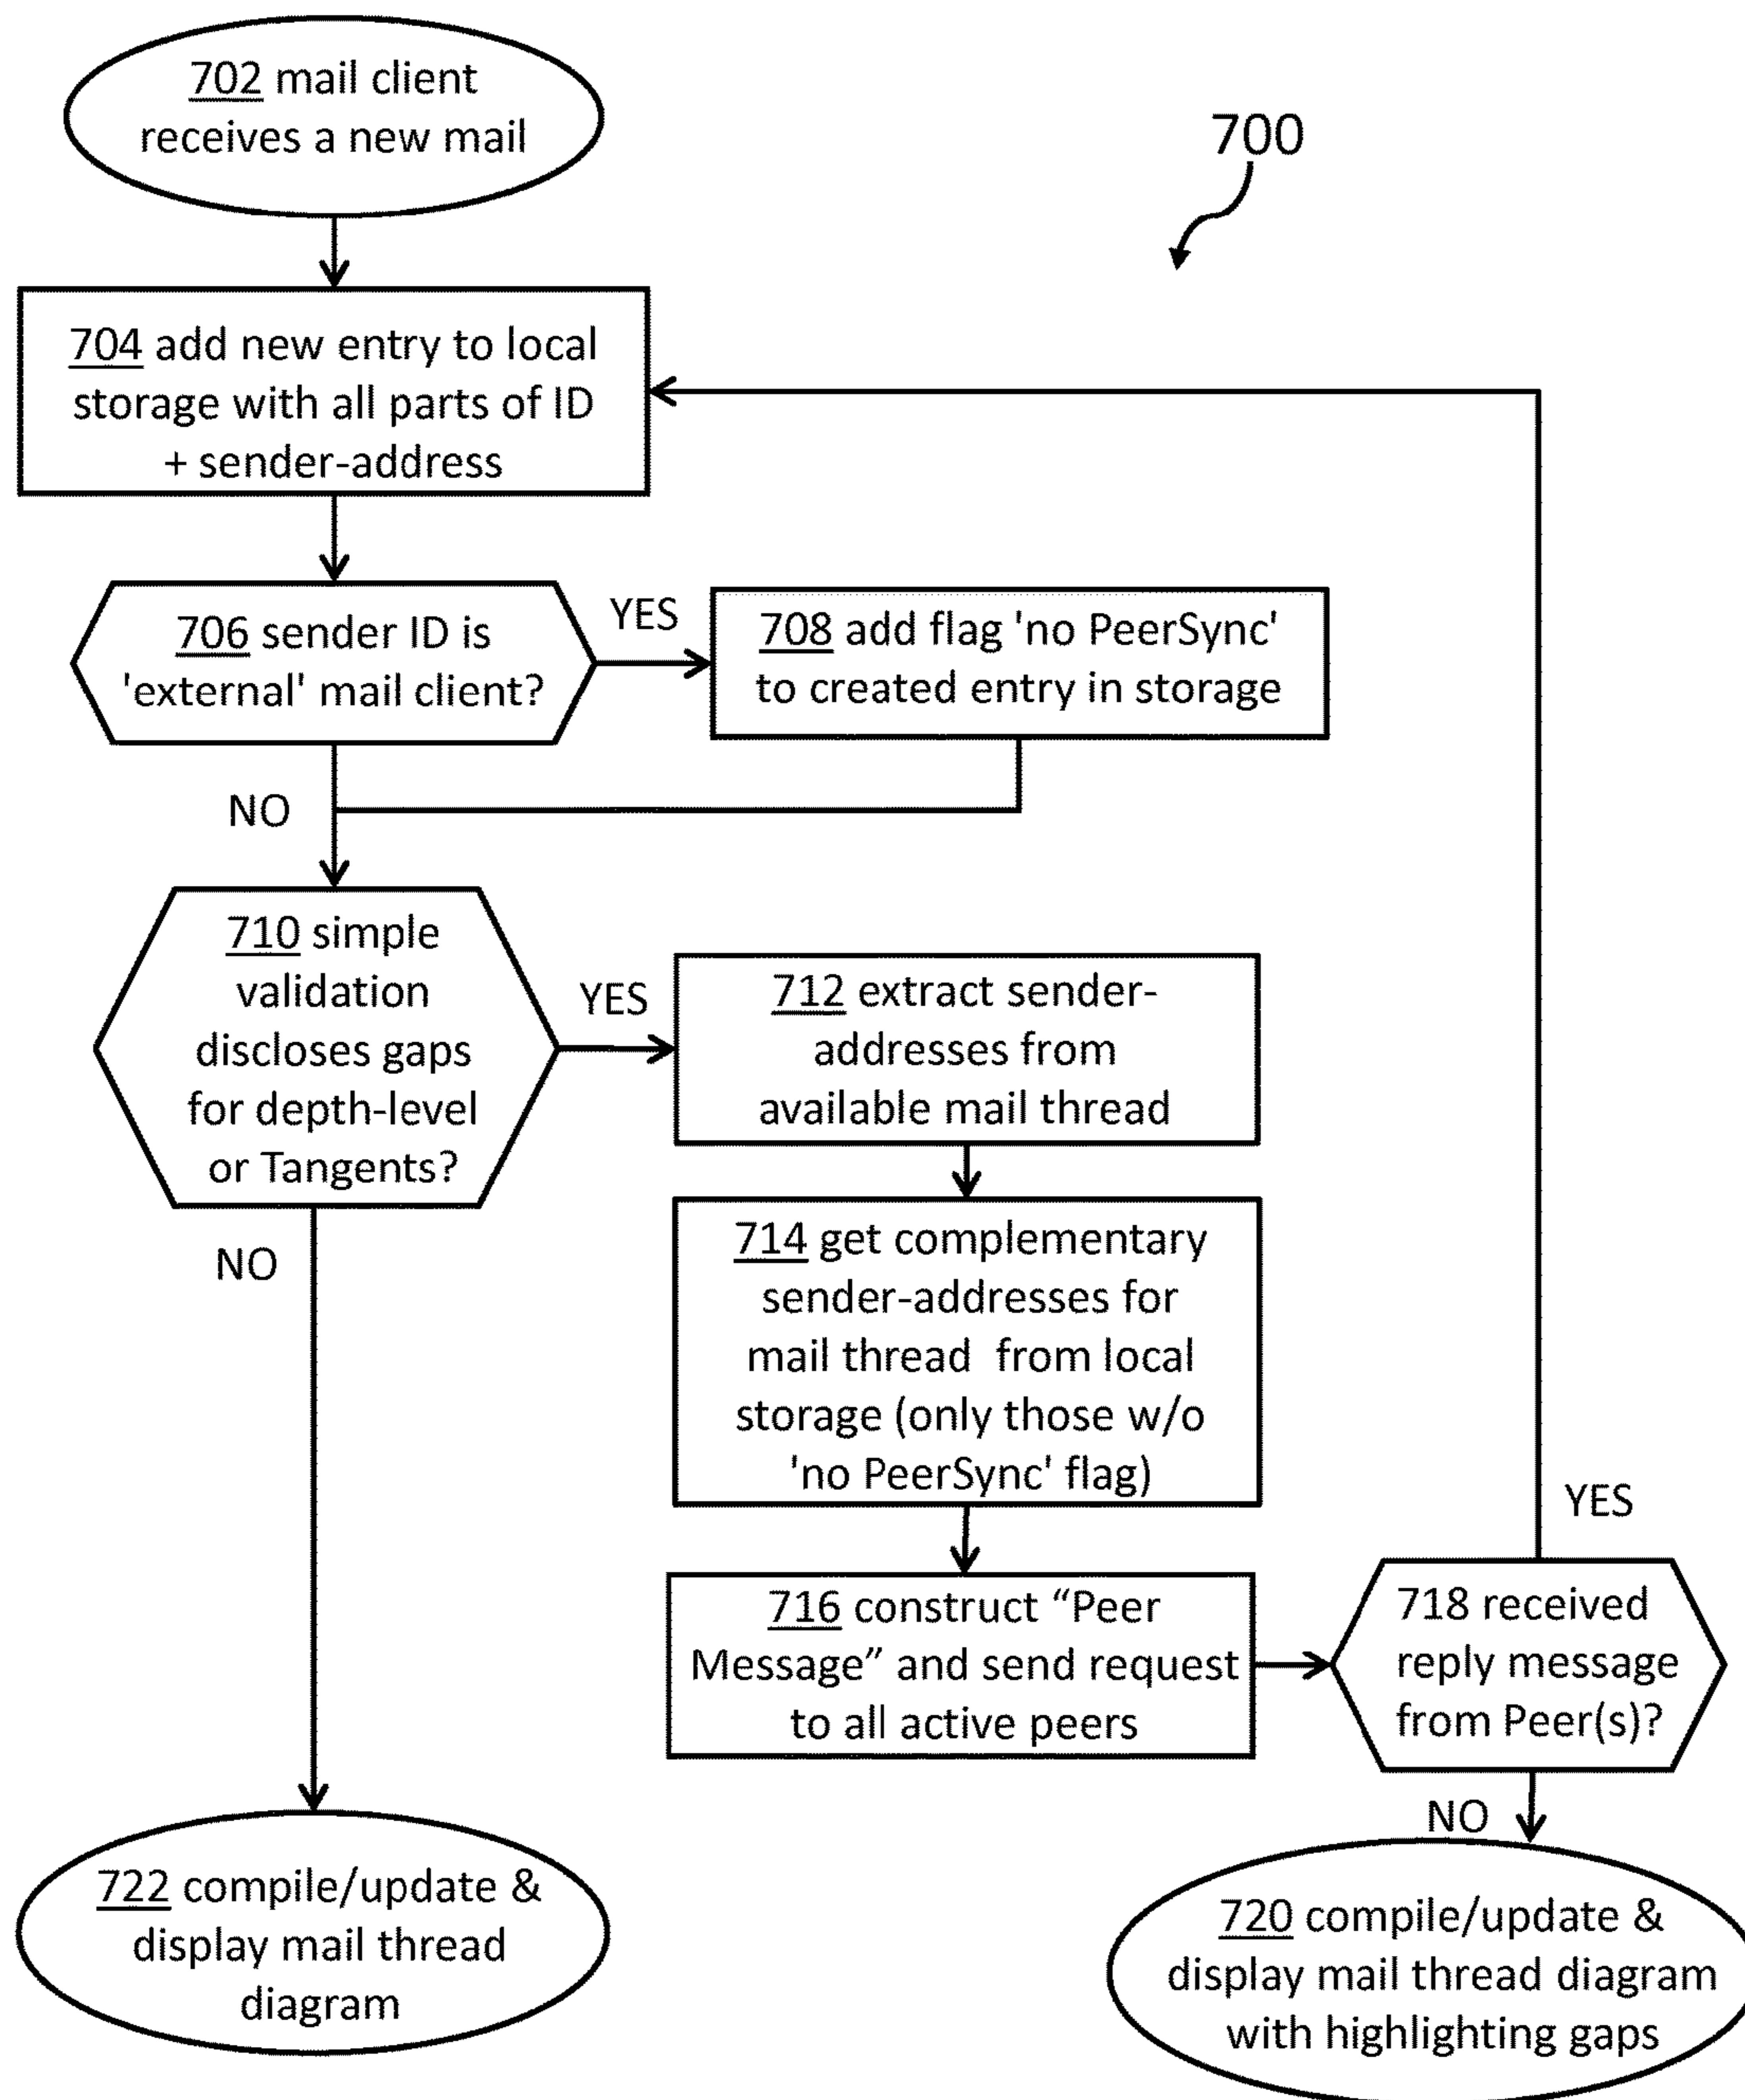 702 mail client
receives a new mail
700
704 add new entry to local
storage with all parts of ID
+ sender-address
706 sender ID is
'external' mail client?
YES
708 add flag 'no PeerSync'
to created entry in storage
NO
710 simple
validation
discloses gaps
for depth-level
or Tangents?
YES
712 extract sender-
addresses from
available mail thread
NO
714 get complementary
sender-addresses for
mail thread from local
storage (only those w/o
'no PeerSync' flag)
716 construct “Peer
Message” and send request
to all active peers
718 received
reply message
from Peer(s)?
YES
NO
722 compile/update &
display mail thread
diagram
720 compile/update &
display mail thread diagram
with highlighting gaps